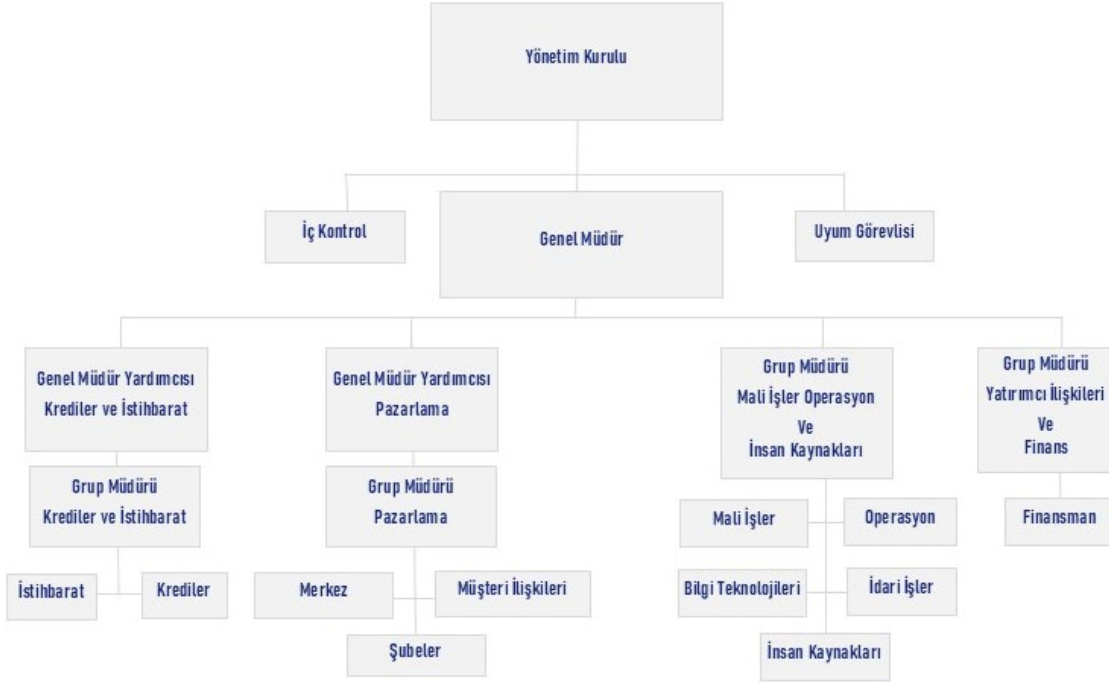 Yönetim Kurulu
İç Kontrol
Genel Müdür
Uyum Görevlisi
Genel Müdür Yardımcısı
Krediler ve İstihbarat
Genel Müdür Yardımcısı
Pazarlama
Grup Müdürü
Mali İşler Operasyon
Ve
İnsan Kaynakları
Grup Müdürü
Yatırımcı İlişkileri
Ve
Finans
Grup Müdürü
Krediler ve İstihbarat
Grup Müdürü
Pazarlama
Mali İşler
Operasyon
Finansman
İstihbarat
Krediler
Merkez
Müşteri İlişkileri
Bilgi Teknolojileri
İdari İşler
Şubeler
İnsan Kaynakları